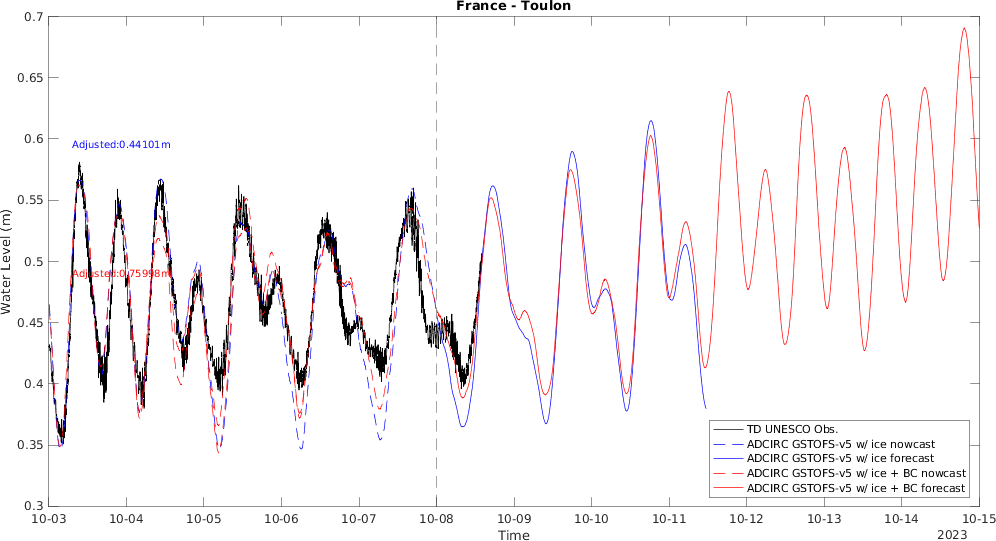 France - Toulon
0.7
0.65
0.6
0.55
0.5
0.45
0.4
0.35
0.3
Water Level (m)
Adjusted:0.44101m
Adjusted:0.75998m
TD UNESCO Obs.
ADCIRC GSTOFS-v5 w/ ice nowcast
ADCIRC GSTOFS-v5 w/ ice forecast
ADCIRC GSTOFS-v5 w/ ice + BC nowcast
ADCIRC GSTOFS-v5 w/ ice + BC forecast
10-03 10-04 10-05 10-06 10-07 10-08 10-09 10-10 10-11 10-12 10-13 10-14 10-15
Time
2023